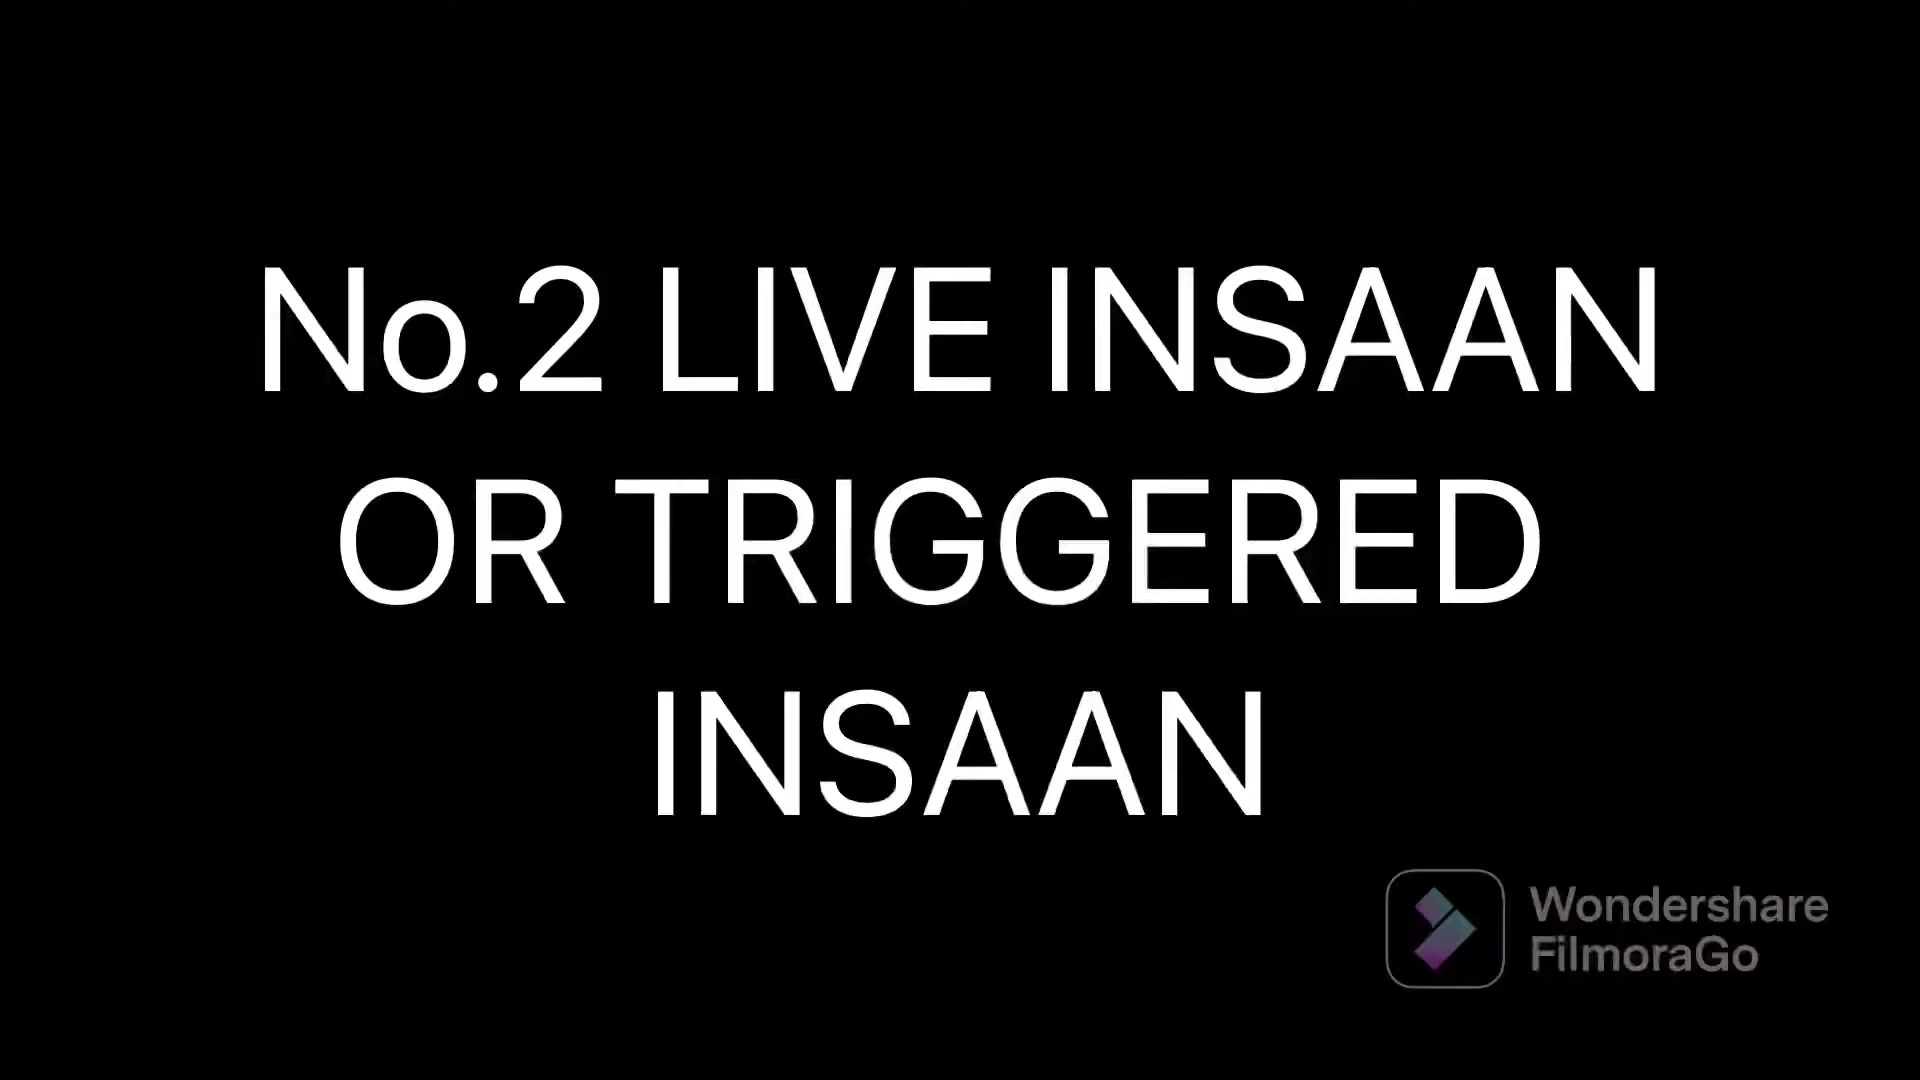 No.2 LIVE INSAAN
OR TRIGGERED
INSAAN
Wondershare
FilmoraGo